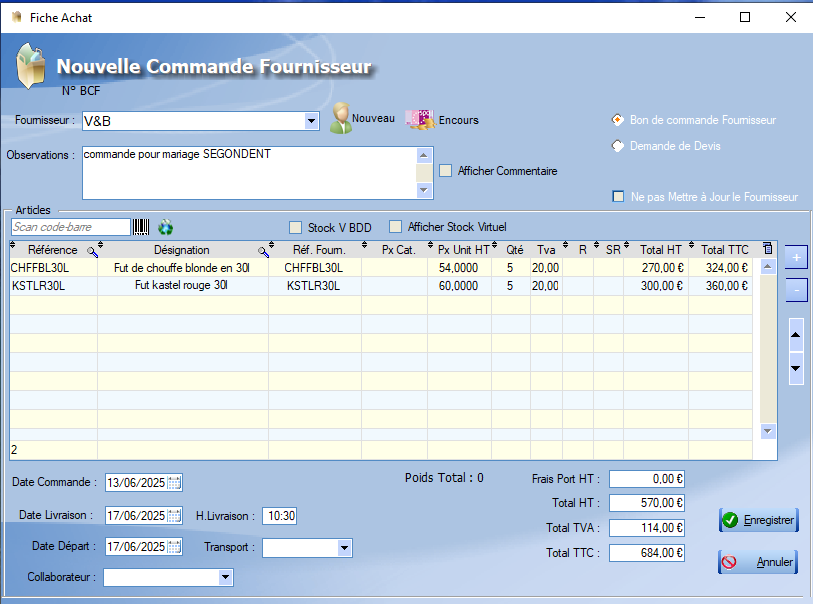 Fiche Achat
Nouvelle Commande Fournisseur
N° BCF
Fournisseur : V&B Nouveau Encours
Bon de commande Fournisseur
Demande de Devis
Observations : commande pour mariage SEGONDENT
Afficher Commentaire
Ne pas Mettre à Jour le Fournisseur
Articles
Scan code-barre Stock V BDD Afficher Stock Virtuel
Référence Désignation Réf. Fourn. Px Cat. Px Unit HT Qté Tva R SR Total HT Total TTC
CHFFBL30L Fut de chouffe blonde en 30l CHFFBL30L 54,0000 5 20,00 270,00 € 324,00 €
KSTLR30L Fut kastel rouge 30l KSTLR30L 60,0000 5 20,00 300,00 € 360,00 €
+
-
2
Date Commande : 13/06/2025 Poids Total : 0 Frais Port HT : 0,00 €
Total HT : 570,00 €
Date Livraison : 17/06/2025 H.Livraison : 10:30 Total TVA : 114,00 €
Date Départ : 17/06/2025 Transport : Total TTC : 684,00 €
Collaborateur :
Enregistrer
Annuler